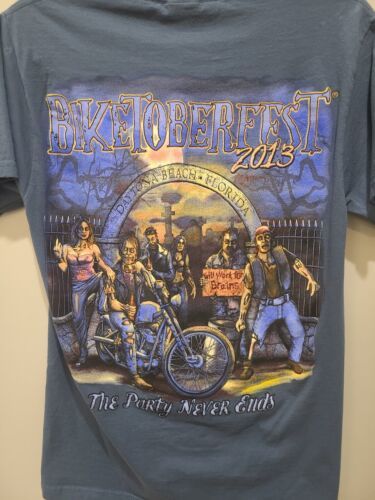 BIKETOBERFEST®
2013
DAYTONA BEACH · FLORIDA
Will Work for
Brains
The Party Never Ends